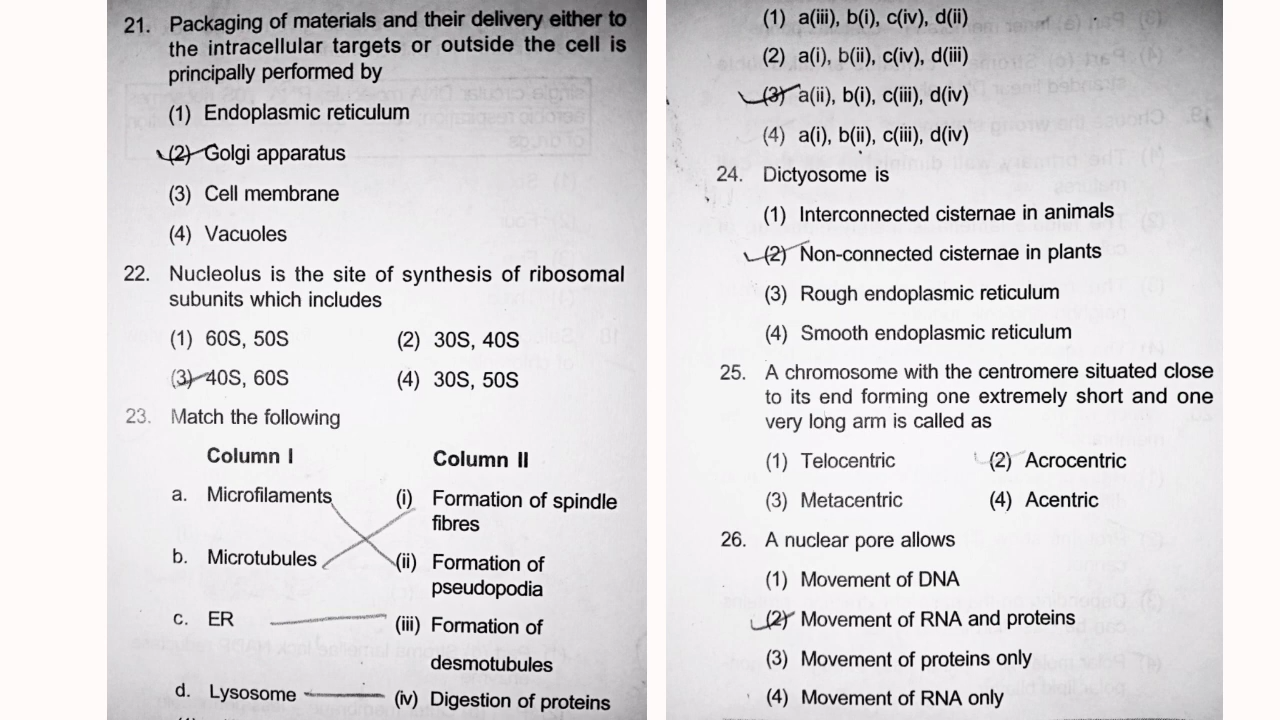 21. Packaging of materials and their delivery either to
the intracellular targets or outside the cell is
principally performed by
(1) Endoplasmic reticulum
(2) Golgi apparatus
(3) Cell membrane
(4) Vacuoles
22. Nucleolus is the site of synthesis of ribosomal
subunits which includes
(1) 60S, 50S (2) 30S, 40S
(3) 40S, 60S (4) 30S, 50S
23. Match the following
Column I Column II
a. Microfilaments (i) Formation of spindle
fibres
b. Microtubules (ii) Formation of
pseudopodia
c. ER (iii) Formation of
desmotubules
d. Lysosome (iv) Digestion of proteins
(1) a(iii), b(i), c(iv), d(ii)
(2) a(i), b(ii), c(iv), d(iii)
(3) a(ii), b(i), c(iii), d(iv)
(4) a(i), b(ii), c(iii), d(iv)
24. Dictyosome is
(1) Interconnected cisternae in animals
(2) Non-connected cisternae in plants
(3) Rough endoplasmic reticulum
(4) Smooth endoplasmic reticulum
25. A chromosome with the centromere situated close
to its end forming one extremely short and one
very long arm is called as
(1) Telocentric (2) Acrocentric
(3) Metacentric (4) Acentric
26. A nuclear pore allows
(1) Movement of DNA
(2) Movement of RNA and proteins
(3) Movement of proteins only
(4) Movement of RNA only